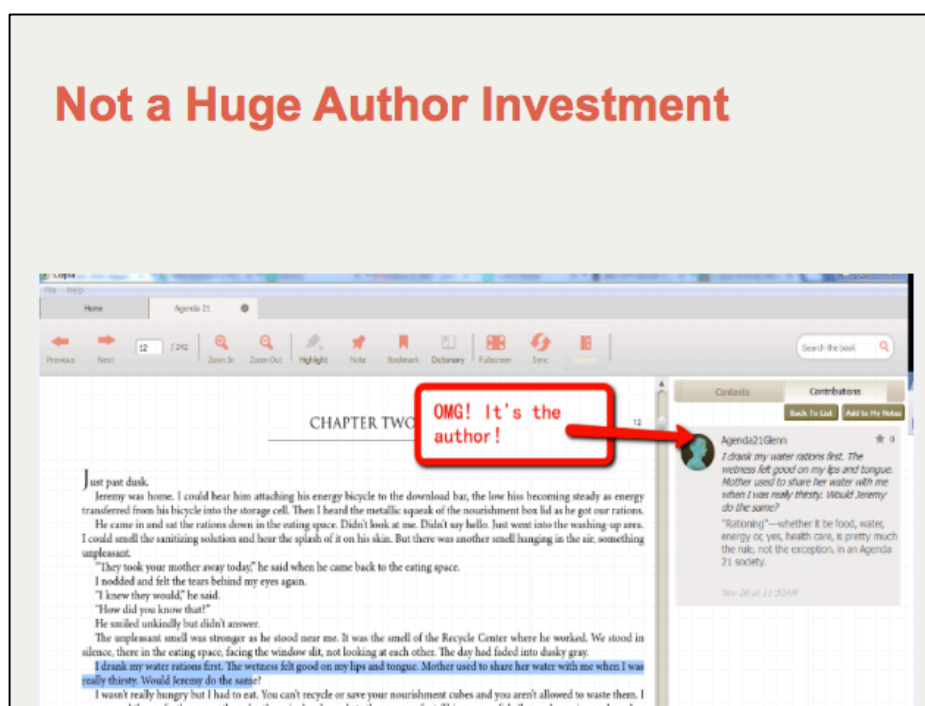 Not a Huge Author Investment
Copia
File Help
Home Agenda 21
12 / 242
Previous Next Zoom In Zoom Out Highlight Note Bookmark Dictionary Fullscreen Sync
Search the book
Contents Contributions
Back To List Add to My Notes
OMG! It's the
author!
CHAPTER TWO
12
Agenda21Glenn 0
I drank my water rations first. The
wetness felt good on my lips and tongue.
Mother used to share her water with me
when I was really thirsty. Would Jeremy
do the same?
"Rationing"—whether it be food, water,
energy or, yes, health care, is pretty much
the rule, not the exception, in an Agenda
21 society.
Nov 26 at 11:53AM
Just past dusk.
Jeremy was home. I could hear him attaching his energy bicycle to the download bar, the low hiss becoming steady as energy
transferred from his bicycle into the storage cell. Then I heard the metallic squeak of the nourishment box lid as he got our rations.
He came in and sat the rations down in the eating space. Didn't look at me. Didn't say hello. Just went into the washing-up area.
I could smell the sanitizing solution and hear the splash of it on his skin. But there was another smell hanging in the air, something
unpleasant.
"They took your mother away today," he said when he came back to the eating space.
I nodded and felt the tears behind my eyes again.
"I knew they would," he said.
"How did you know that?"
He smiled unkindly but didn't answer.
The unpleasant smell was stronger as he stood near me. It was the smell of the Recycle Center where he worked. We stood in
silence, there in the eating space, facing the window slit, not looking at each other. The day had faded into dusky gray.
I drank my water rations first. The wetness felt good on my lips and tongue. Mother used to share her water with me when I was
really thirsty. Would Jeremy do the same?
I wasn't really hungry but I had to eat. You can't recycle or save your nourishment cubes and you aren't allowed to waste them. I